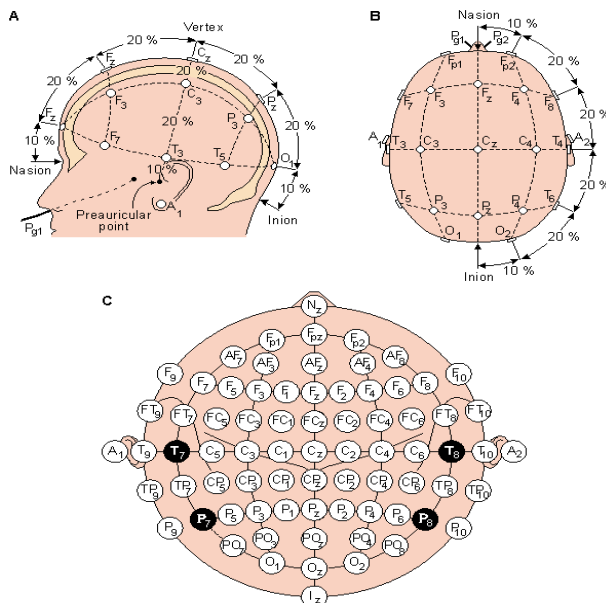 A
20 %
Vertex
20 %
Fz
Cz
20 %
20 %
20 %
F3
C3
Pz
Fz
20 %
P3
20 %
10 %
F7
T3
T5
O1
Nasion
10 %
10 %
Preauricular
point
A1
Inion
Pg1
B
Nasion
10 %
Pg1
Pg2
Fp1
Fp2
20 %
F7
F3
Fz
F4
F8
20 %
A1
T3
C3
Cz
C4
T4
A2
20 %
T5
P3
Pz
P4
T6
O1
O2
20 %
Inion
10 %
C
Nz
Fp1
Fpz
Fp2
AF7
AF3
AFz
AF4
AF8
F9
F7
F5
F3
F1
Fz
F2
F4
F6
F8
F10
FT9
FT7
FC5
FC3
FC1
FCz
FC2
FC4
FC6
FT8
FT10
A1
T9
T7
C5
C3
C1
Cz
C2
C4
C6
T8
T10
A2
TP9
TP7
CP5
CP3
CP1
CPz
CP2
CP4
CP6
TP8
TP10
P9
P7
P5
P3
P1
Pz
P2
P4
P6
P8
P10
PO7
PO3
POz
PO4
PO8
O1
Oz
O2
Iz